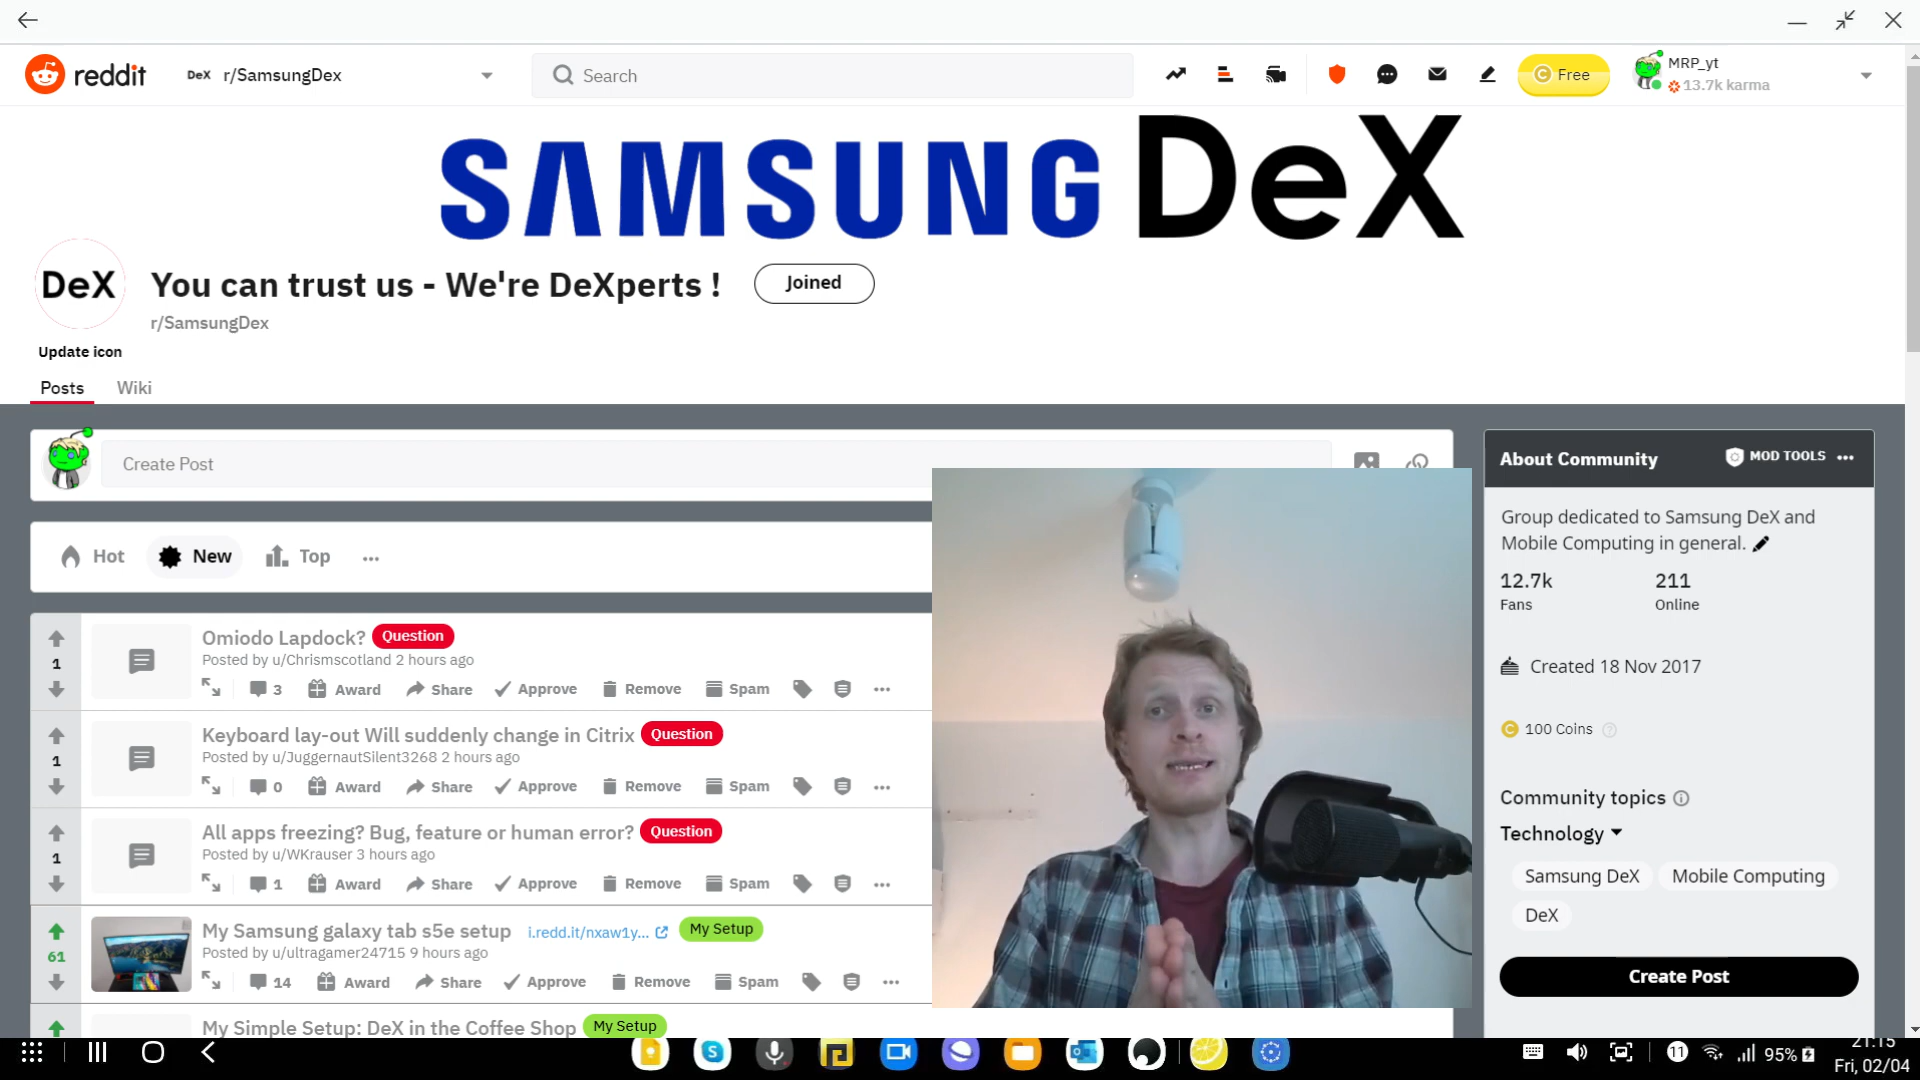 reddit
DeX r/SamsungDex
Search
Free
MRP_yt
13.7k karma
SAMSUNG DeX
DeX
You can trust us - We're DeXperts !
Joined
r/SamsungDex
Update icon
Posts Wiki
Create Post
Hot New Top ...
Omiodo Lapdock? Question
Posted by u/Chrismscotland 2 hours ago
3 Award Share Approve Remove Spam
1
Keyboard lay-out Will suddenly change in Citrix Question
Posted by u/JuggernautSilent3268 2 hours ago
1
0 Award Share Approve Remove Spam
All apps freezing? Bug, feature or human error? Question
Posted by u/WKrauser 3 hours ago
1
1 Award Share Approve Remove Spam
My Samsung galaxy tab s5e setup i.redd.it/nxaw1y... My Setup
Posted by u/ultragamer24715 9 hours ago
61
14 Award Share Approve Remove Spam
My Simple Setup: DeX in the Coffee Shop My Setup
About Community MOD TOOLS
Group dedicated to Samsung DeX and
Mobile Computing in general.
12.7k 211
Fans Online
Created 18 Nov 2017
100 Coins
Community topics
Technology
Samsung DeX Mobile Computing
DeX
Create Post
11 95% 21:15
Fri, 02/04